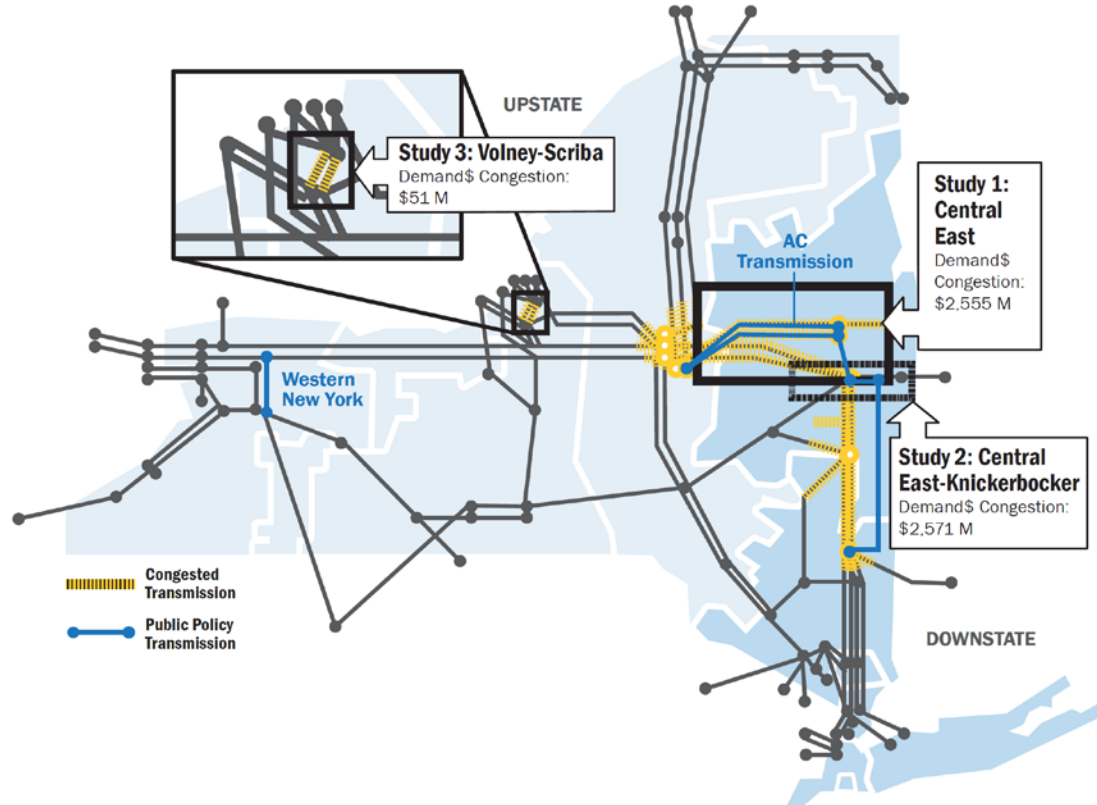 UPSTATE
Study 3: Volney-Scriba
Demand$ Congestion:
$51 M
Study 1:
Central
East
Demand$
Congestion:
$2,555 M
AC
Transmission
Western
New York
Study 2: Central
East-Knickerbocker
Demand$ Congestion:
$2,571 M
Congested
Transmission
Public Policy
Transmission
DOWNSTATE